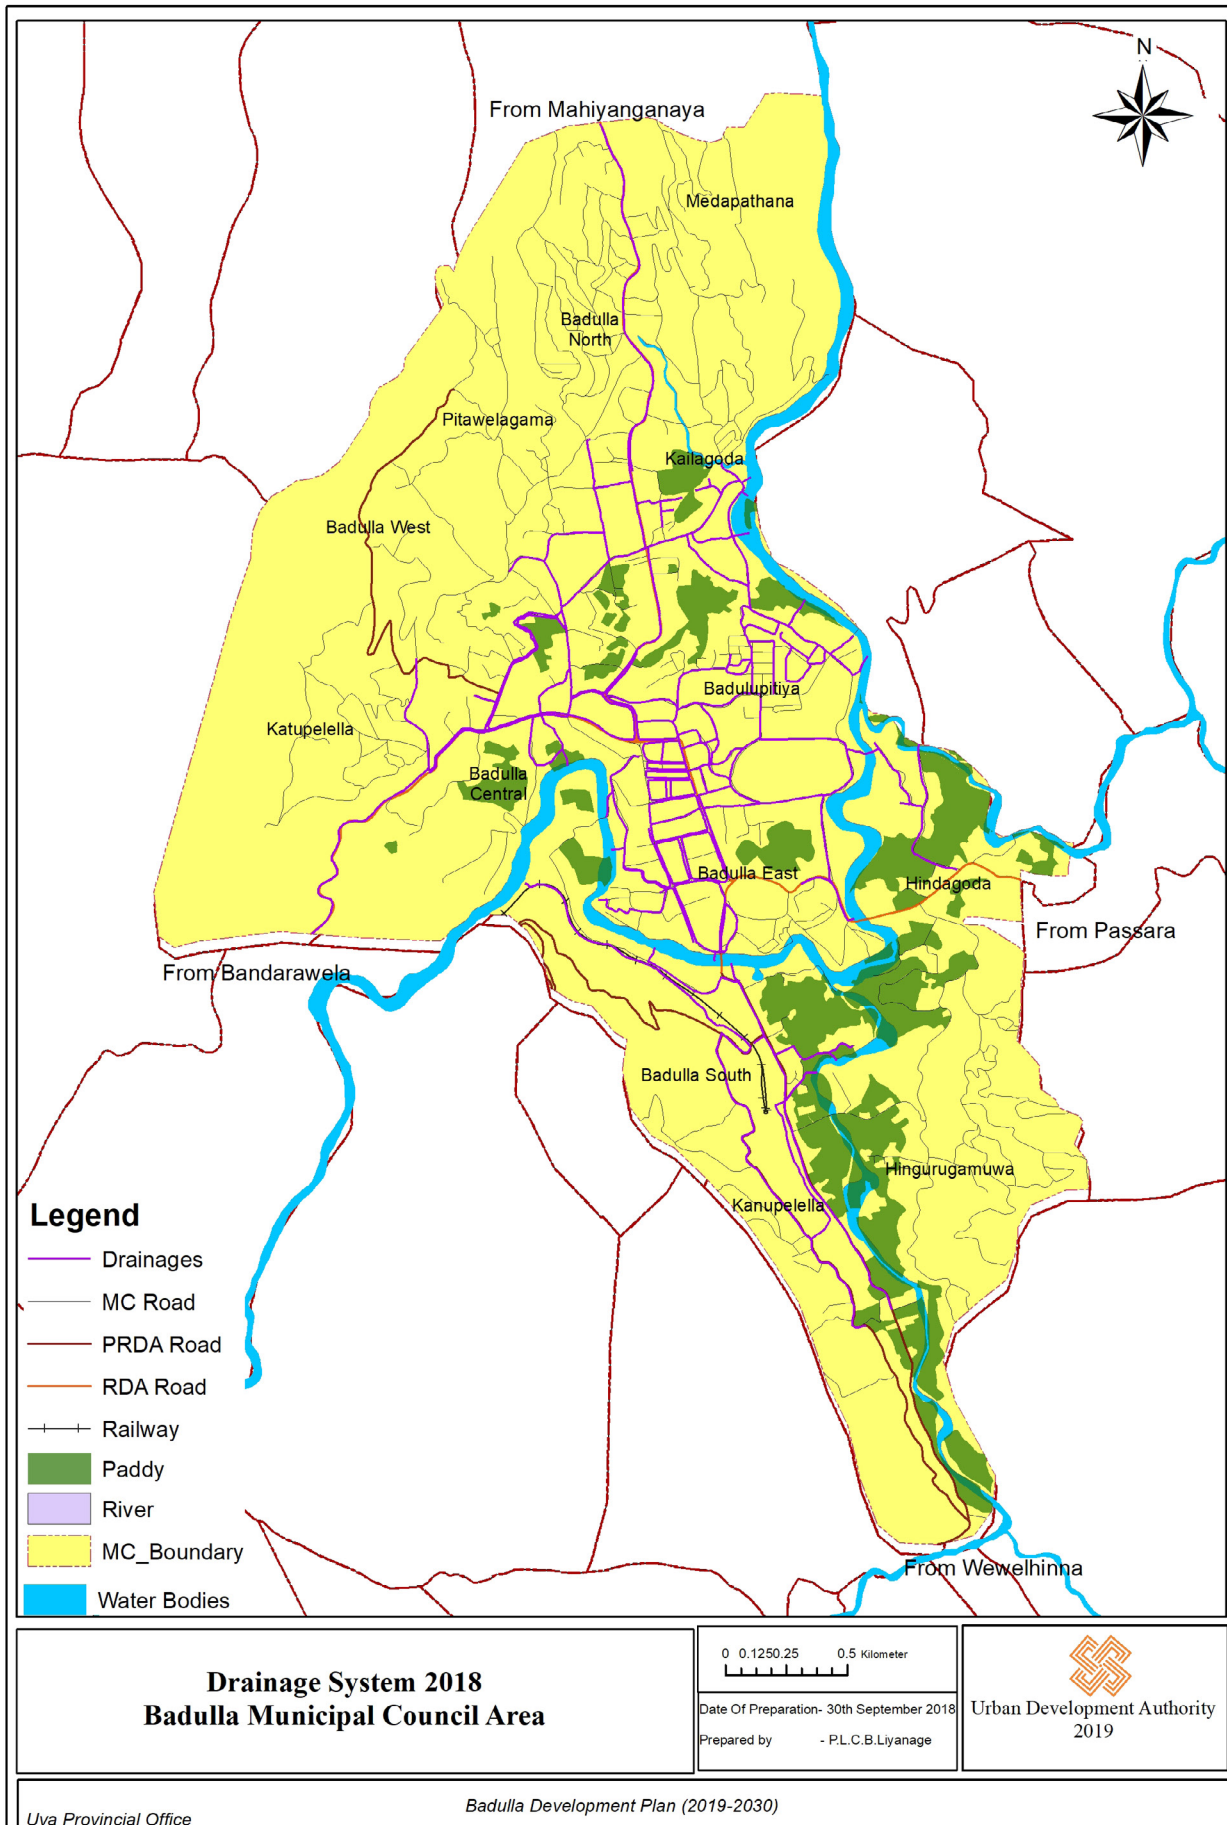 N
From Mahiyanganaya
Medapathana
Badulla
North
Pitawelagama
Kailagoda
Badulla West
Badulupitiya
Katupelella
Badulla
Central
Badulla East
Hindagoda
From Passara
From Bandarawela
Badulla South
Hingurugamuwa
Kanupelella
From Wewelhinna
Legend
Drainages
MC Road
PRDA Road
RDA Road
Railway
Paddy
River
MC_Boundary
Water Bodies
Drainage System 2018
Badulla Municipal Council Area
0 0.1250.25 0.5 Kilometer
Date Of Preparation- 30th September 2018
Prepared by - P.L.C.B.Liyanage
Urban Development Authority
2019
Badulla Development Plan (2019-2030)
Uva Provincial Office